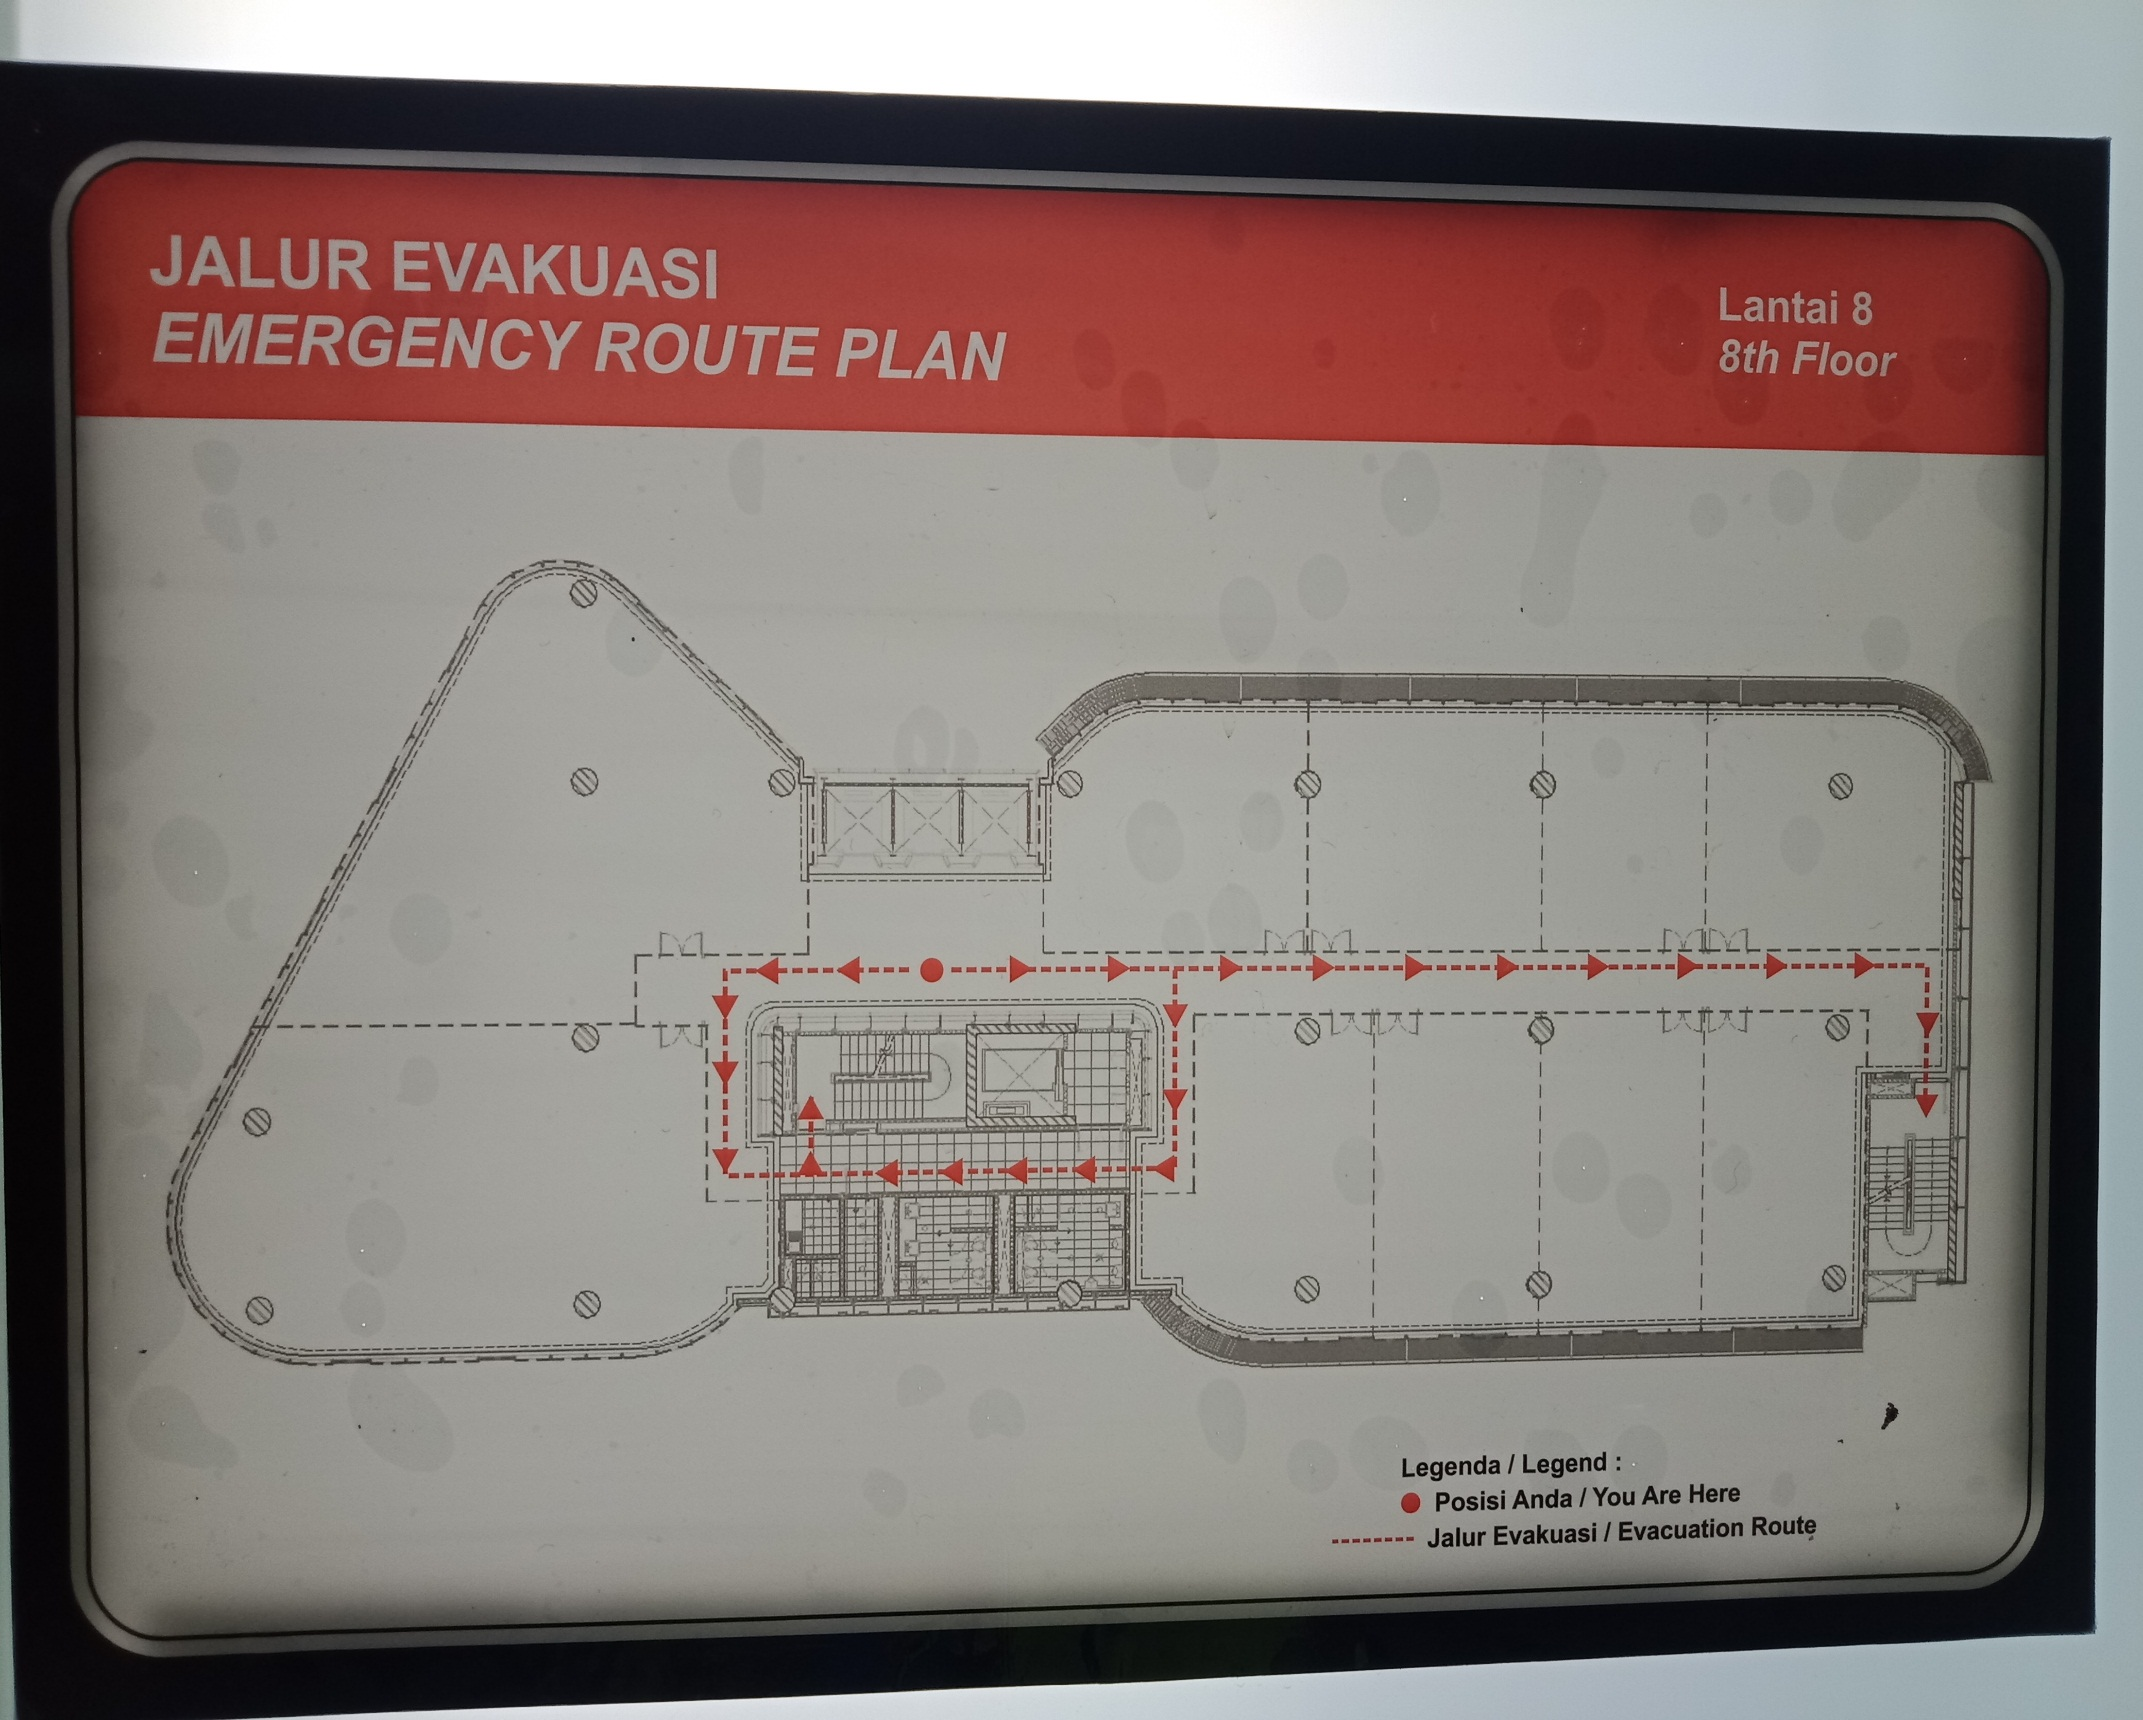 JALUR EVAKUASI
EMERGENCY ROUTE PLAN
Lantai 8
8th Floor
Legenda / Legend :
Posisi Anda / You Are Here
Jalur Evakuasi / Evacuation Route